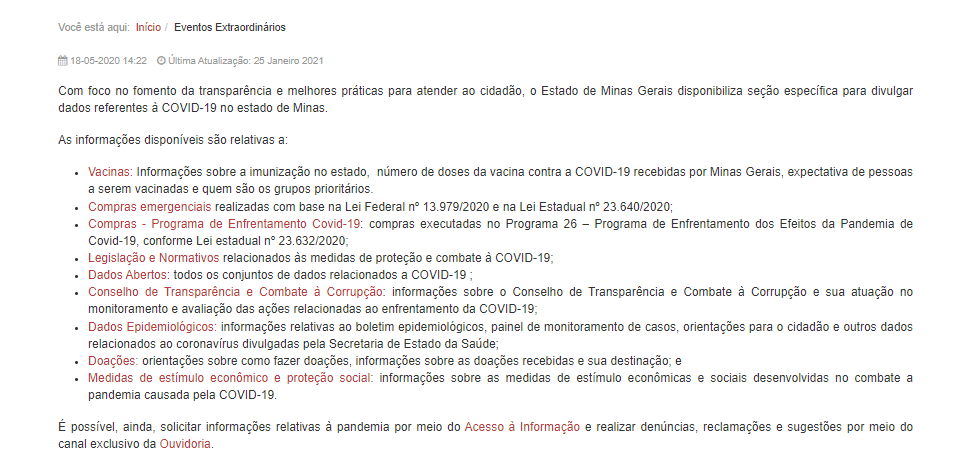 Você está aqui: Início / Eventos Extraordinários
18-05-2020 14:22 Última Atualização: 25 Janeiro 2021
Com foco no fomento da transparência e melhores práticas para atender ao cidadão, o Estado de Minas Gerais disponibiliza seção específica para divulgar
dados referentes à COVID-19 no estado de Minas.
As informações disponíveis são relativas a:
• Vacinas: Informações sobre a imunização no estado, número de doses da vacina contra a COVID-19 recebidas por Minas Gerais, expectativa de pessoas
a serem vacinadas e quem são os grupos prioritários.
• Compras emergenciais realizadas com base na Lei Federal nº 13.979/2020 e na Lei Estadual nº 23.640/2020;
• Compras - Programa de Enfrentamento Covid-19: compras executadas no Programa 26 – Programa de Enfrentamento dos Efeitos da Pandemia de
Covid-19, conforme Lei estadual nº 23.632/2020;
• Legislação e Normativos relacionados às medidas de proteção e combate à COVID-19;
• Dados Abertos: todos os conjuntos de dados relacionados a COVID-19 ;
• Conselho de Transparência e Combate à Corrupção: informações sobre o Conselho de Transparência e Combate à Corrupção e sua atuação no
monitoramento e avaliação das ações relacionadas ao enfrentamento da COVID-19;
• Dados Epidemiológicos: informações relativas ao boletim epidemiológicos, painel de monitoramento de casos, orientações para o cidadão e outros dados
relacionados ao coronavírus divulgadas pela Secretaria de Estado da Saúde;
• Doações: orientações sobre como fazer doações, informações sobre as doações recebidas e sua destinação; e
• Medidas de estímulo econômico e proteção social: informações sobre as medidas de estímulo econômicas e sociais desenvolvidas no combate a
pandemia causada pela COVID-19.
É possível, ainda, solicitar informações relativas à pandemia por meio do Acesso à Informação e realizar denúncias, reclamações e sugestões por meio do
canal exclusivo da Ouvidoria.